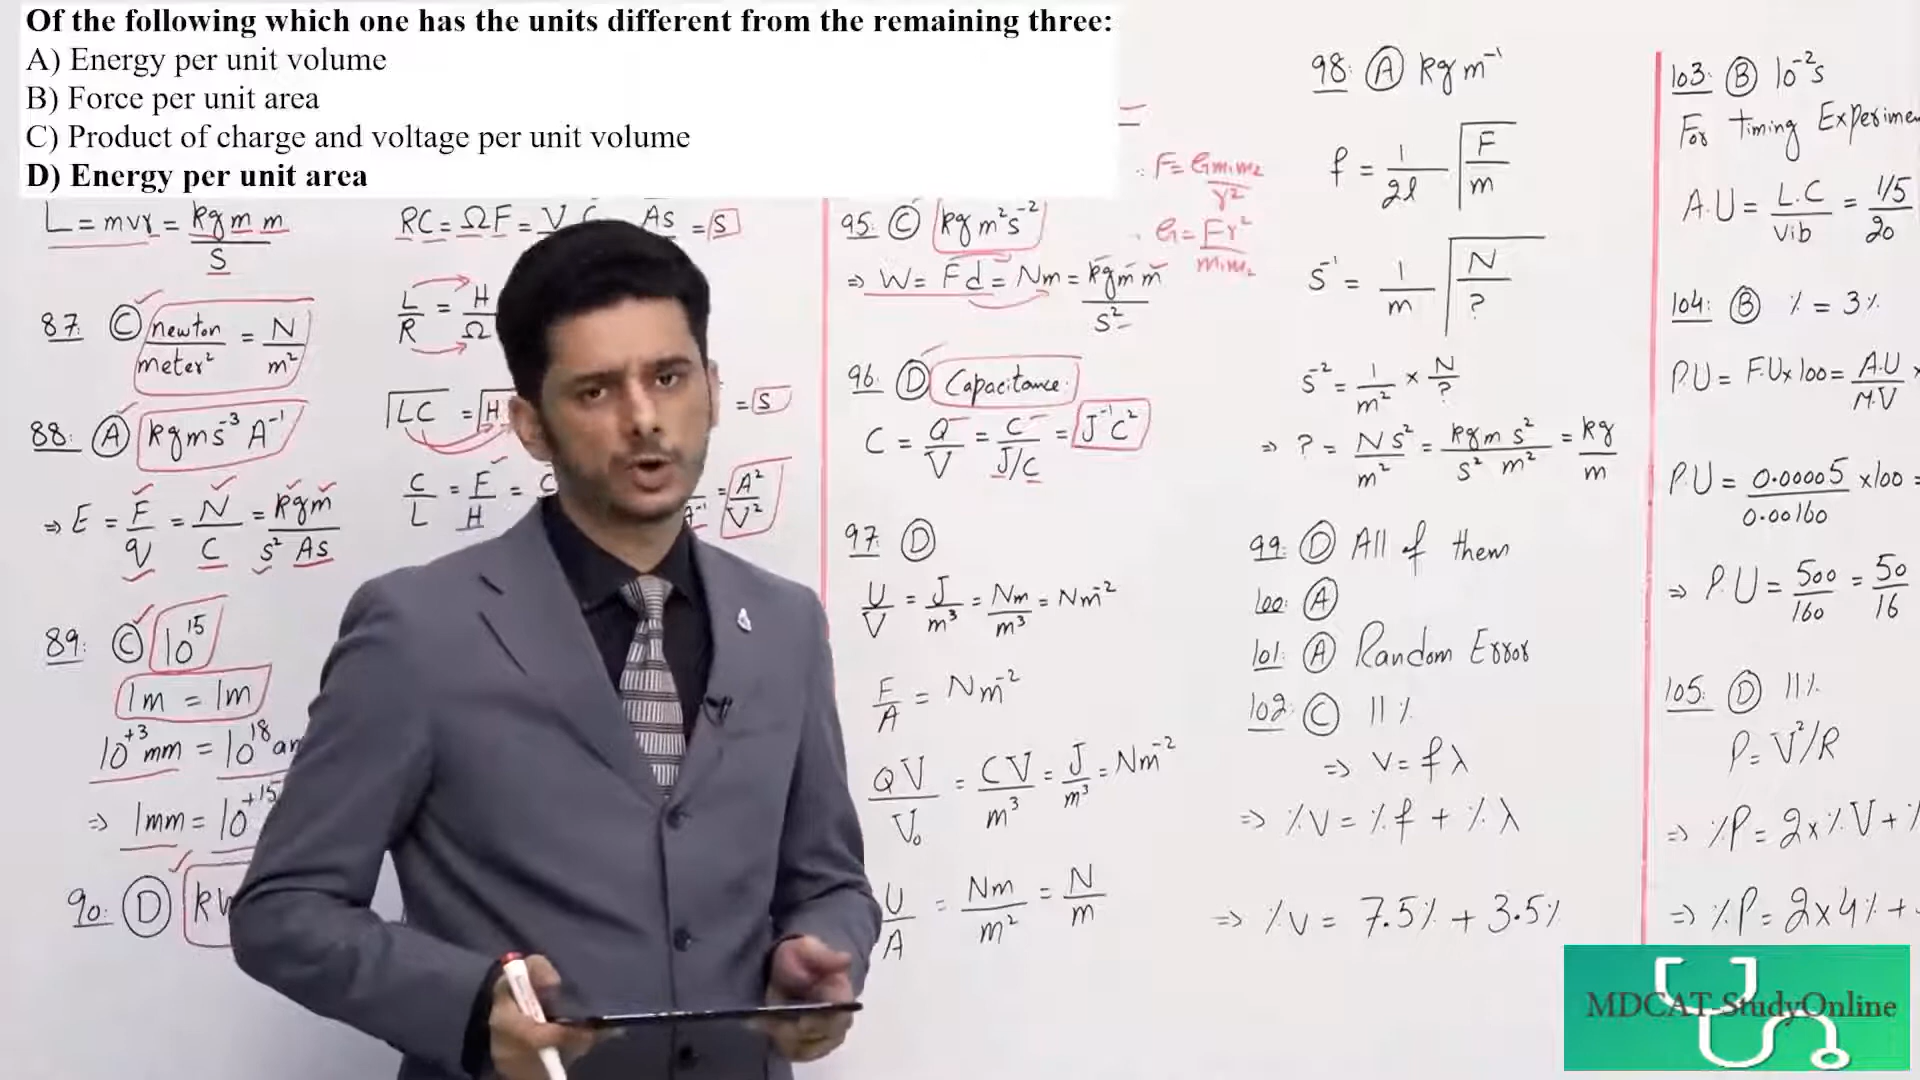 Of the following which one has the units different from the remaining three:
A) Energy per unit volume
B) Force per unit area
C) Product of charge and voltage per unit volume
D) Energy per unit area
L = mvr = kg m m / s
87: Ⓒ newton / meter² = N / m²
88: Ⓐ kg m s⁻³ A⁻¹
⇒ E = F / q = N / C = kg m / s² As
89: Ⓒ 10¹⁵
1m = 1m
10⁺³ mm = 10¹⁸
⇒ 1mm = 10⁺¹⁵
90: Ⓓ
RC = ΩF = V As = s
L / R = H / Ω
LC = H = s
C / L = F / H = C = A² / V²
95: Ⓒ kg m² s⁻²
⇒ W = Fd = Nm = kg m m / s²
∴ F = Gm₁m₂ / r²
G = Fr² / m₁m₂
96: Ⓓ Capacitance
C = Q / V = C / J/C = J⁻¹C²
97: Ⓓ
U / V = J / m³ = Nm / m³ = Nm⁻²
F / A = Nm⁻²
QV / V₀ = CV / m³ = J / m³ = Nm⁻²
U / A = Nm / m² = N / m
98: Ⓐ kg m⁻¹
f = 1 / 2l √ F / m
s⁻¹ = 1 / m √ N / ?
s⁻² = 1 / m² × N / ?
⇒ ? = N s² / m² = kg m s² / s² m² = kg / m
99: Ⓓ All of them
100: Ⓐ
101: Ⓐ Random Error
102: Ⓒ 11%
⇒ v = fλ
⇒ %v = %f + %λ
⇒ %v = 7.5% + 3.5%
103: Ⓑ 10⁻²s
For Timing
A.U = L.C / Vib = 1/5 / 20
104: Ⓑ % = 3%
P.U = F.U × 100 = A.U / M.V ×
P.U = 0.00005 / 0.00160 × 100 =
⇒ P.U = 500 / 160 = 50 / 16
105: Ⓓ 11%
P = V²/R
⇒ %P = 2×%V +
⇒ %P = 2×4% +
MDCAT StudyOnline